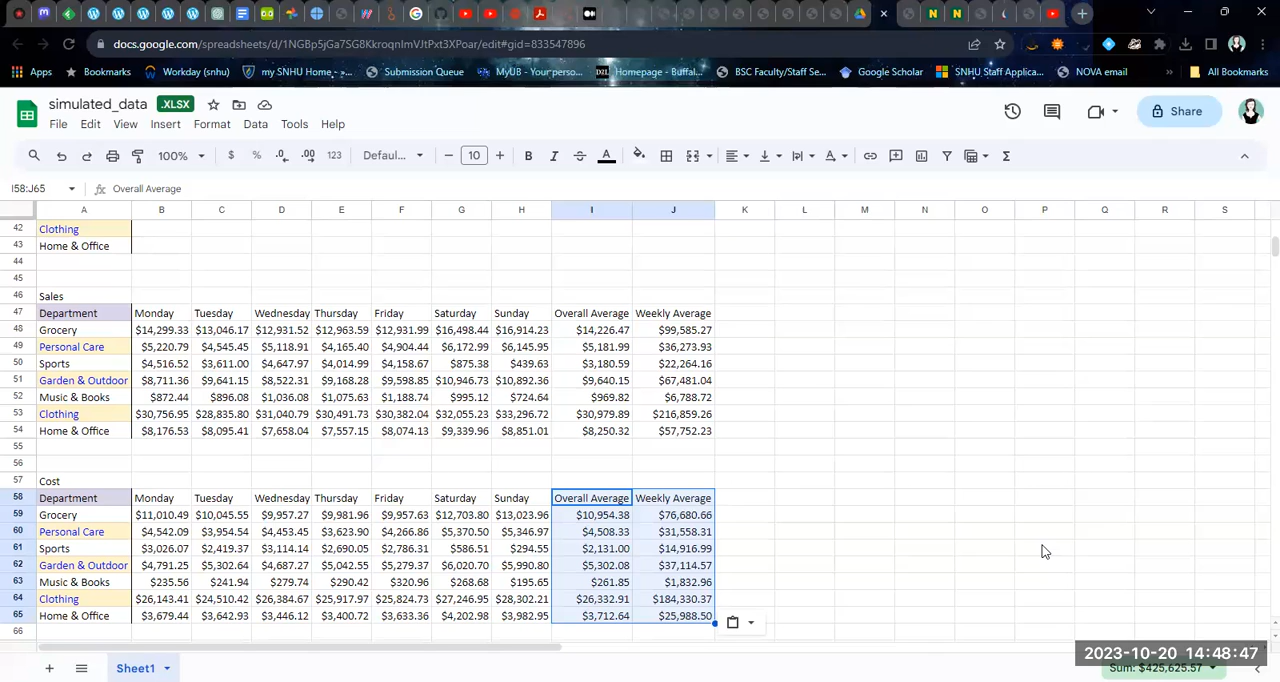 docs.google.com/spreadsheets/d/1NGBp5jGa7SG8KkroqnImVJtPxt3XPoar/edit#gid=833547896
Apps Bookmarks Workday (snhu) my SNHU Home - ... Submission Queue MyUB - Your perso... Homepage - Buffal... BSC Faculty/Staff Se... Google Scholar SNHU Staff Applica... NOVA email » All Bookmarks
simulated_data .XLSX
File Edit View Insert Format Data Tools Help
Share
100% $ % .0 .00 123 Defaul... 10 B I A
I58:J65 fx Overall Average
A B C D E F G H I J K L M N O P Q R S
42 Clothing
43 Home & Office
44
45
46 Sales
47 Department Monday Tuesday Wednesday Thursday Friday Saturday Sunday Overall Average Weekly Average
48 Grocery $14,299.33 $13,046.17 $12,931.52 $12,963.59 $12,931.99 $16,498.44 $16,914.23 $14,226.47 $99,585.27
49 Personal Care $5,220.79 $4,545.45 $5,118.91 $4,165.40 $4,904.44 $6,172.99 $6,145.95 $5,181.99 $36,273.93
50 Sports $4,516.52 $3,611.00 $4,647.97 $4,014.99 $4,158.67 $875.38 $439.63 $3,180.59 $22,264.16
51 Garden & Outdoor $8,711.36 $9,641.15 $8,522.31 $9,168.28 $9,598.85 $10,946.73 $10,892.36 $9,640.15 $67,481.04
52 Music & Books $872.44 $896.08 $1,036.08 $1,075.63 $1,188.74 $995.12 $724.64 $969.82 $6,788.72
53 Clothing $30,756.95 $28,835.80 $31,040.79 $30,491.73 $30,382.04 $32,055.23 $33,296.72 $30,979.89 $216,859.26
54 Home & Office $8,176.53 $8,095.41 $7,658.04 $7,557.15 $8,074.13 $9,339.96 $8,851.01 $8,250.32 $57,752.23
55
56
57 Cost
58 Department Monday Tuesday Wednesday Thursday Friday Saturday Sunday Overall Average Weekly Average
59 Grocery $11,010.49 $10,045.55 $9,957.27 $9,981.96 $9,957.63 $12,703.80 $13,023.96 $10,954.38 $76,680.66
60 Personal Care $4,542.09 $3,954.54 $4,453.45 $3,623.90 $4,266.86 $5,370.50 $5,346.97 $4,508.33 $31,558.31
61 Sports $3,026.07 $2,419.37 $3,114.14 $2,690.05 $2,786.31 $586.51 $294.55 $2,131.00 $14,916.99
62 Garden & Outdoor $4,791.25 $5,302.64 $4,687.27 $5,042.55 $5,279.37 $6,020.70 $5,990.80 $5,302.08 $37,114.57
63 Music & Books $235.56 $241.94 $279.74 $290.42 $320.96 $268.68 $195.65 $261.85 $1,832.96
64 Clothing $26,143.41 $24,510.42 $26,384.67 $25,917.97 $25,824.73 $27,246.95 $28,302.21 $26,332.91 $184,330.37
65 Home & Office $3,679.44 $3,642.93 $3,446.12 $3,400.72 $3,633.36 $4,202.98 $3,982.95 $3,712.64 $25,988.50
66
2023-10-20 14:48:47
Sheet1 Sum: $425,625.57